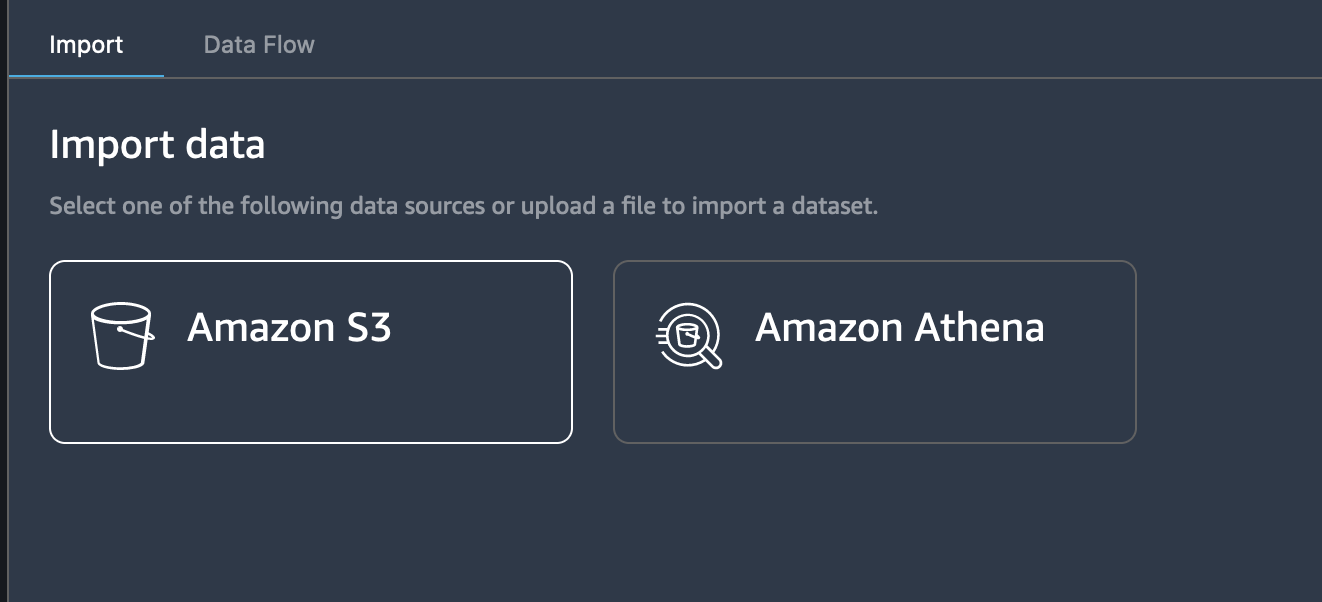 Import Data Flow
Import data
Select one of the following data sources or upload a file to import a dataset.
Amazon S3 Amazon Athena